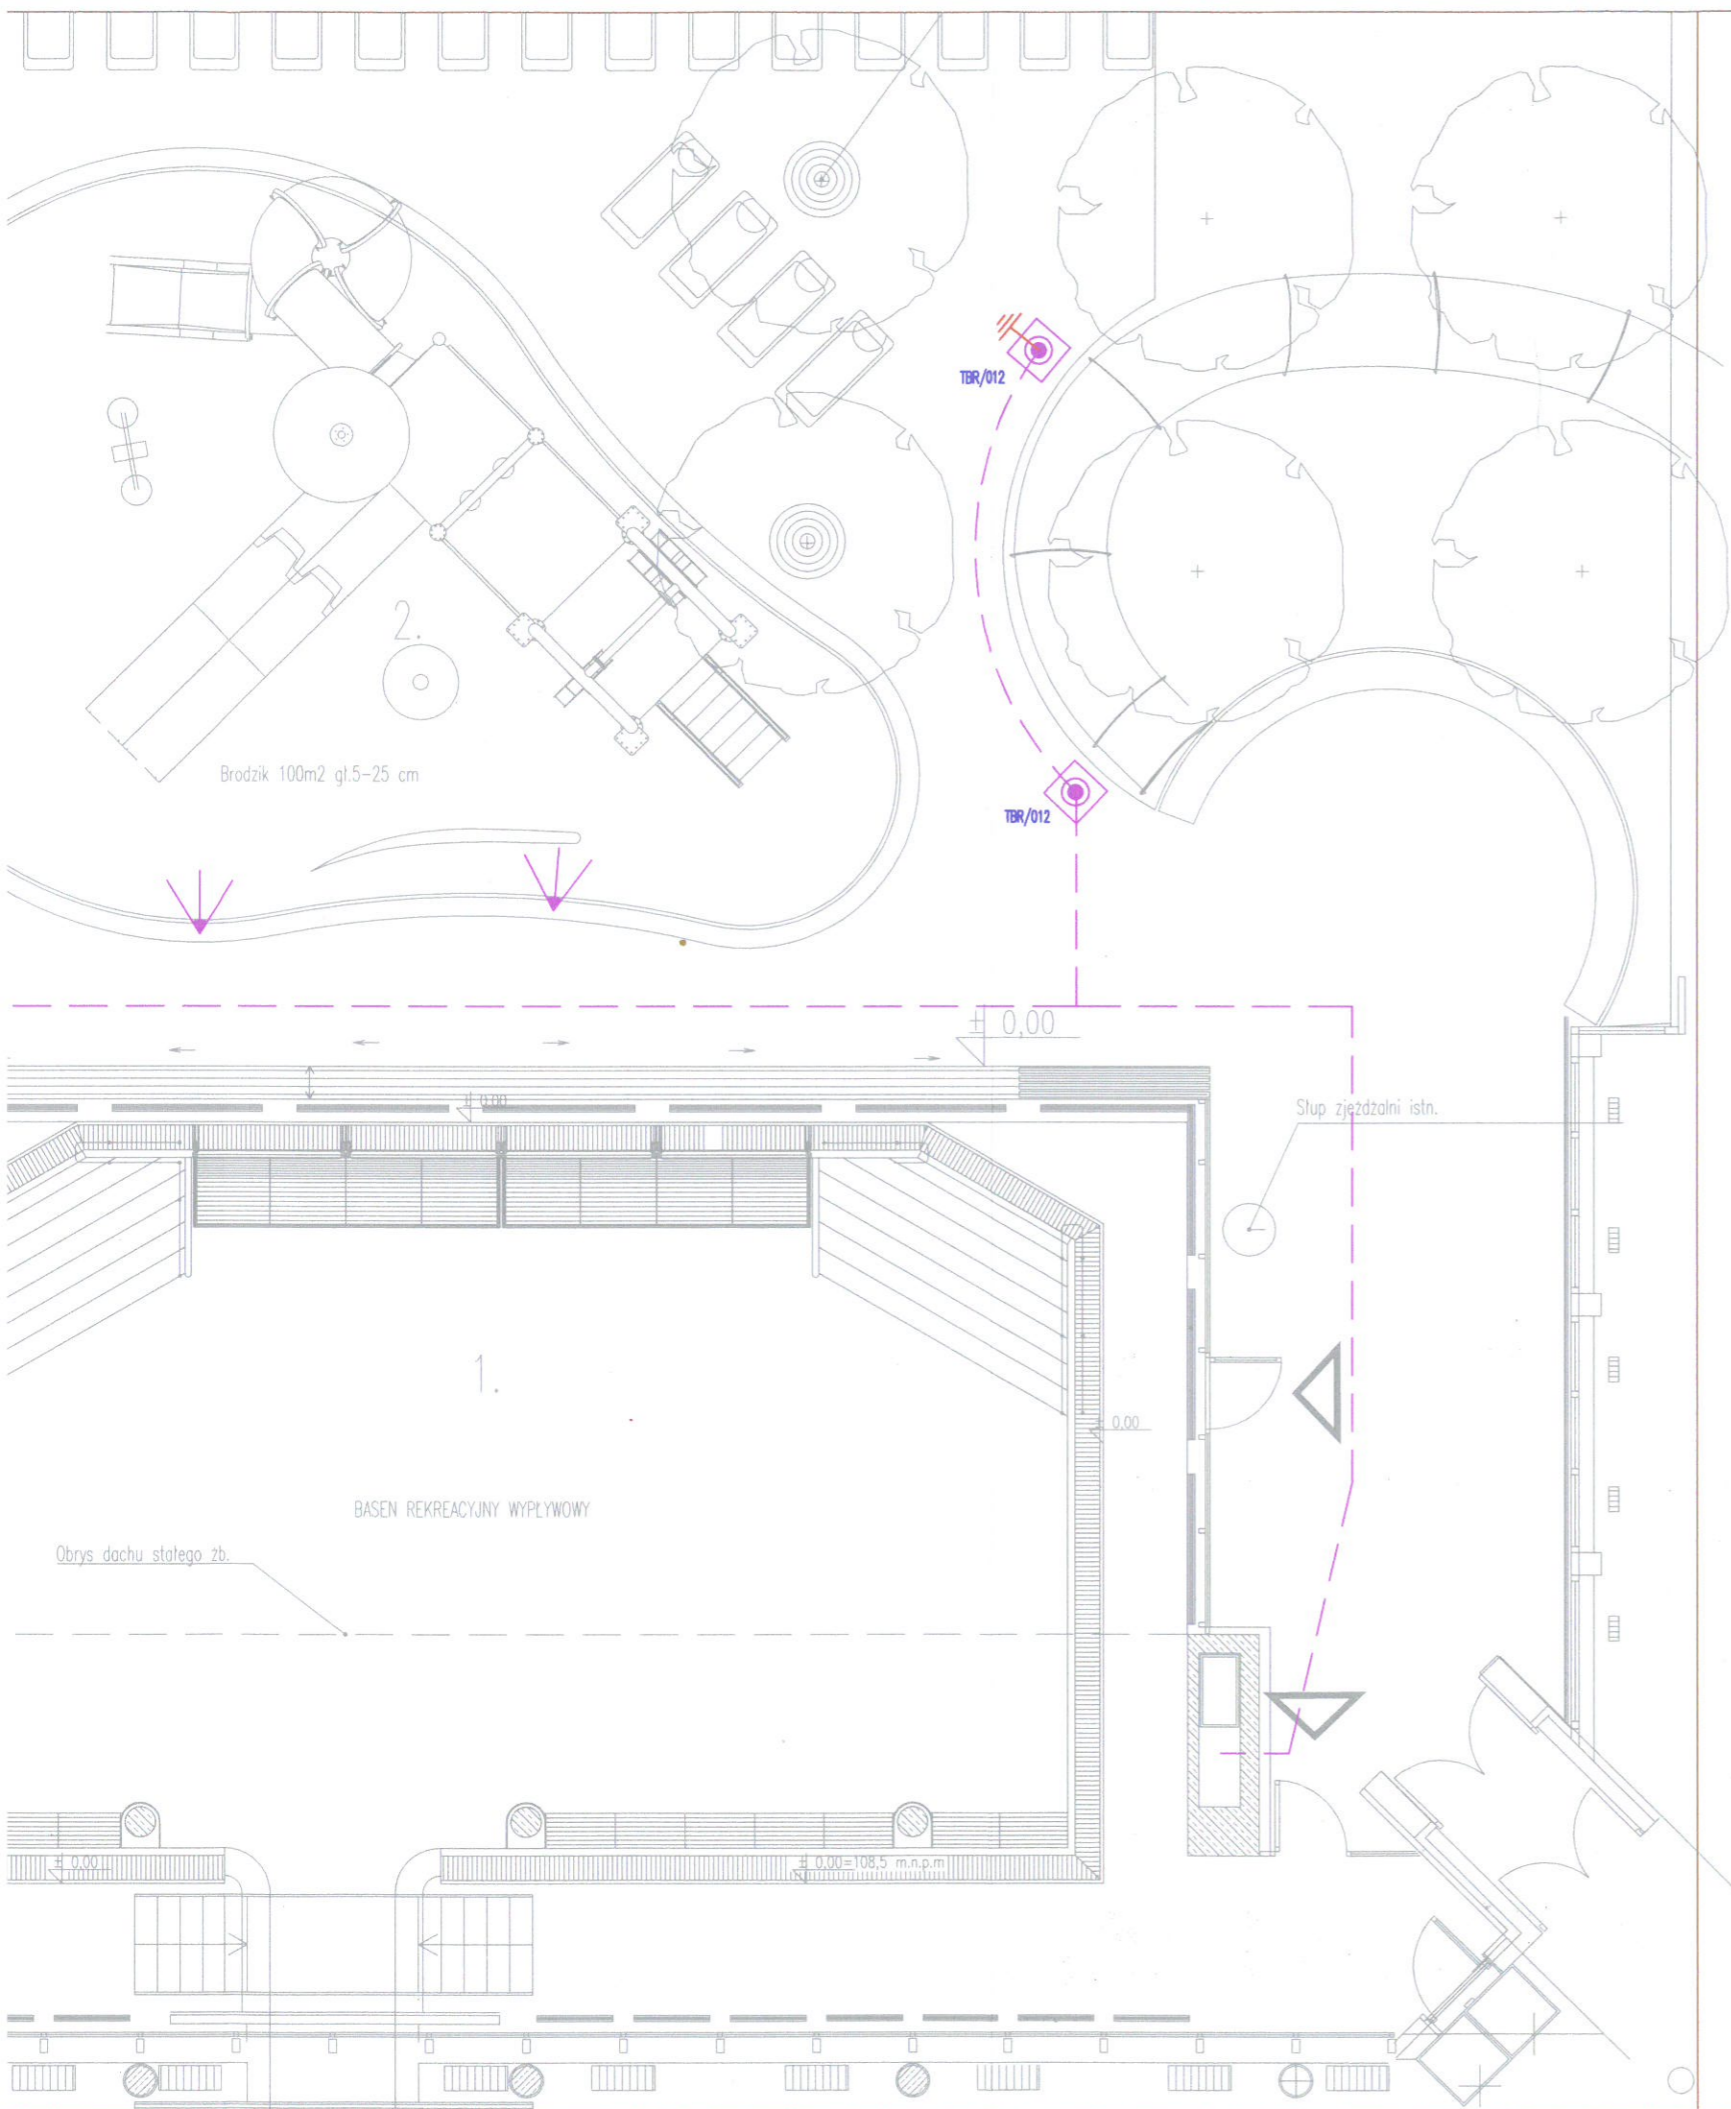 TBR/012
2.
Brodzik 100m2 gł.5-25 cm
TBR/012
± 0,00
± 0,00
Słup zjeżdżalni istn.
1.
± 0,00
BASEN REKREACYJNY WYPŁYWOWY
Obrys dachu stałego żb.
± 0,00
± 0,00=108,5 m.n.p.m